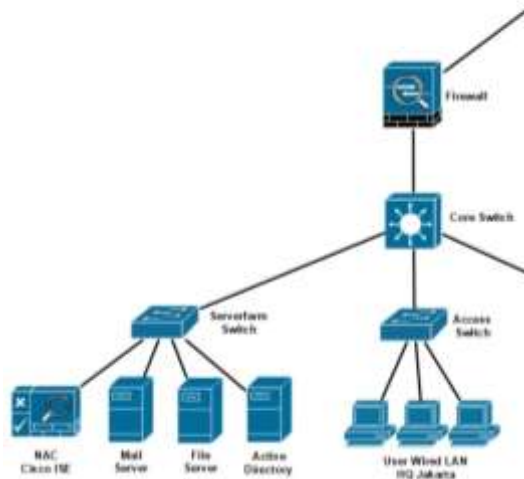 Firewall
Core Switch
Serverfarm
Switch
Access
Switch
NAC
Cisco ISE
Mail
Server
File
Server
Active
Directory
User Wired LAN
HQ Jakarta